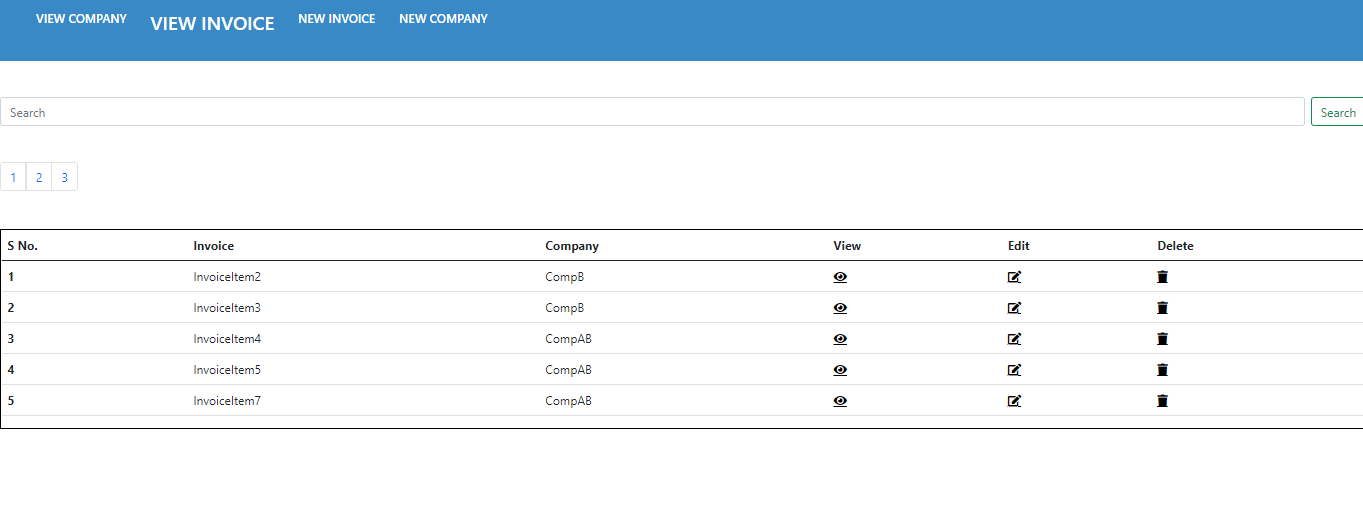 VIEW COMPANY VIEW INVOICE NEW INVOICE NEW COMPANY
Search Search
1 2 3
S No. Invoice Company View Edit Delete
1 InvoiceItem2 CompB
2 InvoiceItem3 CompB
3 InvoiceItem4 CompAB
4 InvoiceItem5 CompAB
5 InvoiceItem7 CompAB